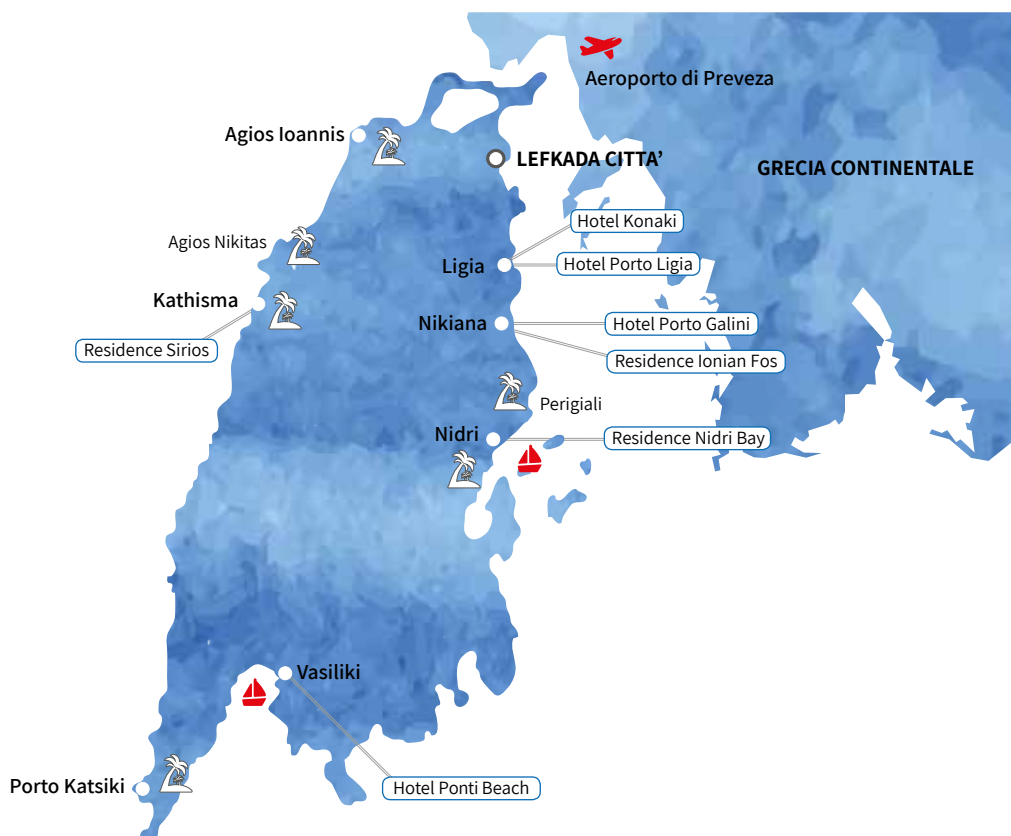 Aeroporto di Preveza
Agios Ioannis
LEFKADA CITTA’
GRECIA CONTINENTALE
Hotel Konaki
Agios Nikitas
Ligia
Hotel Porto Ligia
Kathisma
Nikiana
Hotel Porto Galini
Residence Sirios
Residence Ionian Fos
Perigiali
Nidri
Residence Nidri Bay
Vasiliki
Porto Katsiki
Hotel Ponti Beach